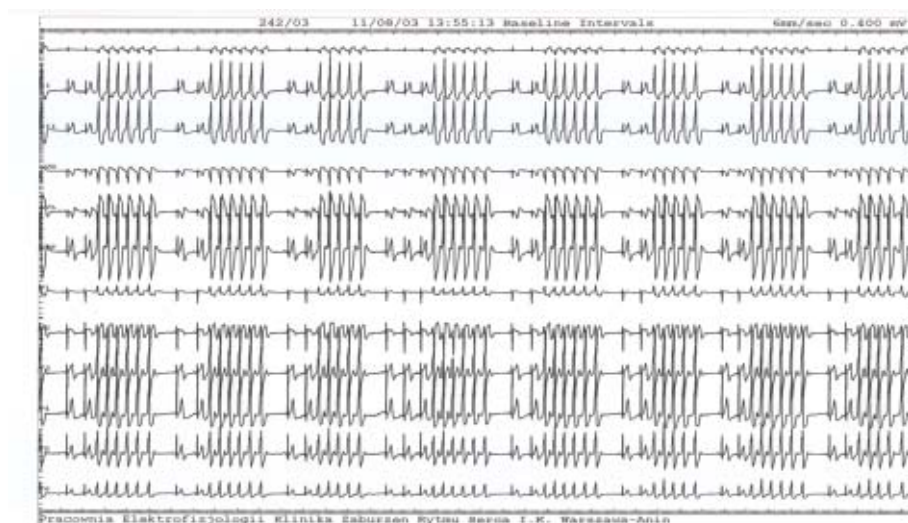 242/03 11/08/03 13:55:13 Baseline Intervals 6mm/sec 0.400 mV
Pracownia Elektrofizjologii Klinika Zaburzen Rytmu Serca I.K. Warszawa-Anin